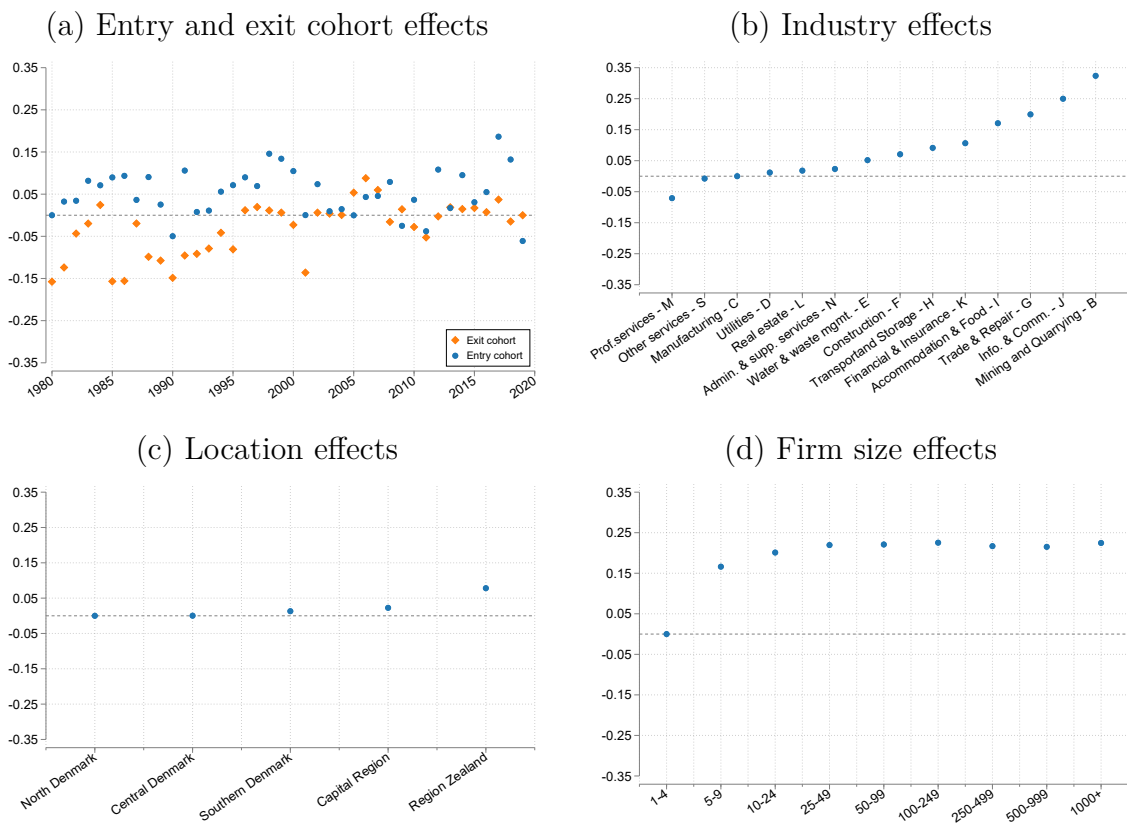 (a) Entry and exit cohort effects
0.35
0.25
0.15
0.05
-0.05
-0.15
-0.25
-0.35
Exit cohort
Entry cohort
1980
1985
1990
1995
2000
2005
2010
2015
2020
(b) Industry effects
0.35
0.25
0.15
0.05
-0.05
-0.15
-0.25
-0.35
Prof.services - M
Other services - S
Manufacturing - C
Utilities - D
Real estate - L
Admin. & supp. services - N
Water & waste mgmt. - E
Construction - F
Transportand Storage - H
Financial & Insurance - K
Accommodation & Food - I
Trade & Repair - G
Info. & Comm. - J
Mining and Quarrying - B
(c) Location effects
0.35
0.25
0.15
0.05
-0.05
-0.15
-0.25
-0.35
North Denmark
Central Denmark
Southern Denmark
Capital Region
Region Zealand
(d) Firm size effects
0.35
0.25
0.15
0.05
-0.05
-0.15
-0.25
-0.35
1-4
5-9
10-24
25-49
50-99
100-249
250-499
500-999
1000+